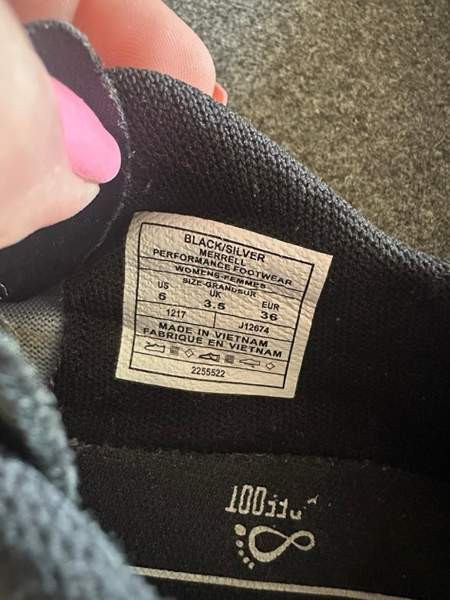 BLACK/SILVER
MERRELL
PERFORMANCE FOOTWEAR
WOMENS-FEMMES
SIZE-GRANDEUR
US UK EUR
6 3.5 36
1217 J12674
MADE IN VIETNAM
FABRIQUE EN VIETNAM
2255522